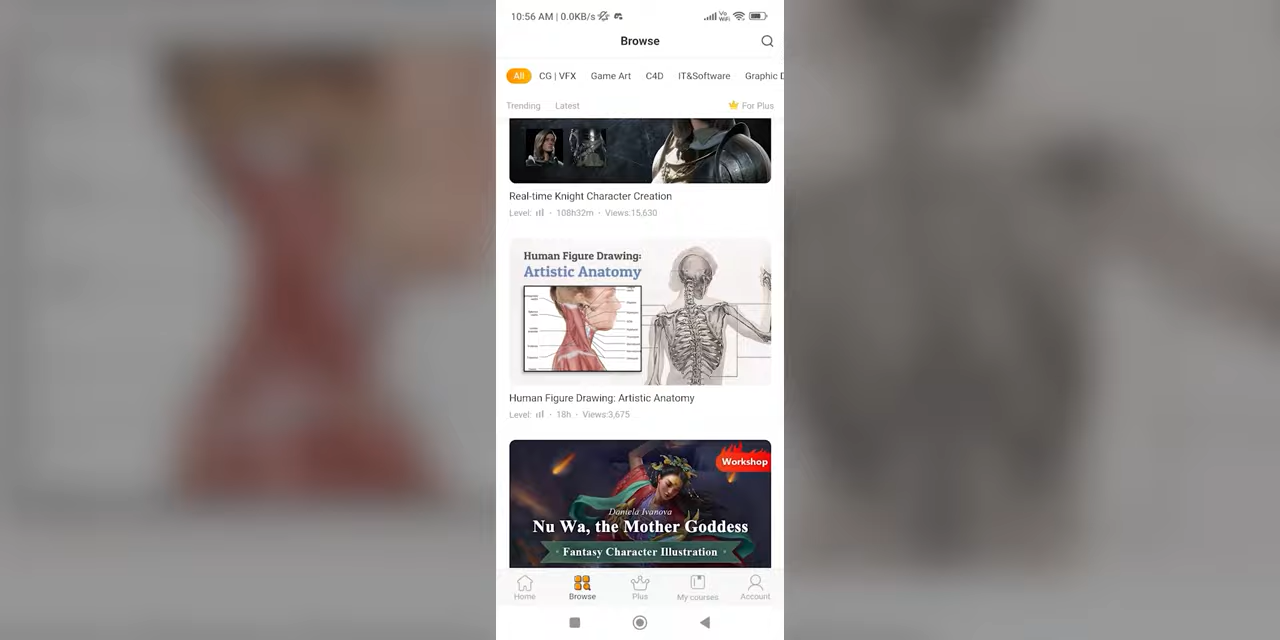 10:56 AM | 0.0KB/s
Vo
WiFi
Browse
All CG | VFX Game Art C4D IT&Software Graphic D
Trending Latest For Plus
Real-time Knight Character Creation
Level: · 108h32m · Views:15,630
Human Figure Drawing:
Artistic Anatomy
Human Figure Drawing: Artistic Anatomy
Level: · 18h · Views:3,675
Workshop
Daniela Ivanova
Nu Wa, the Mother Goddess
· Fantasy Character Illustration ·
Home Browse Plus My courses Account